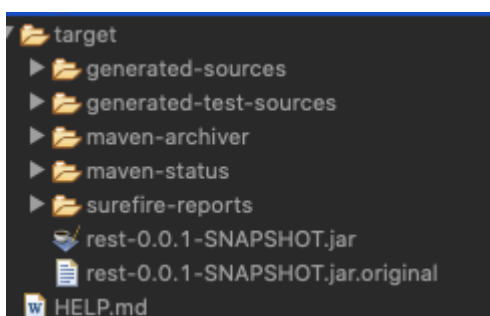 target
generated-sources
generated-test-sources
maven-archiver
maven-status
surefire-reports
rest-0.0.1-SNAPSHOT.jar
rest-0.0.1-SNAPSHOT.jar.original
W HELP.md